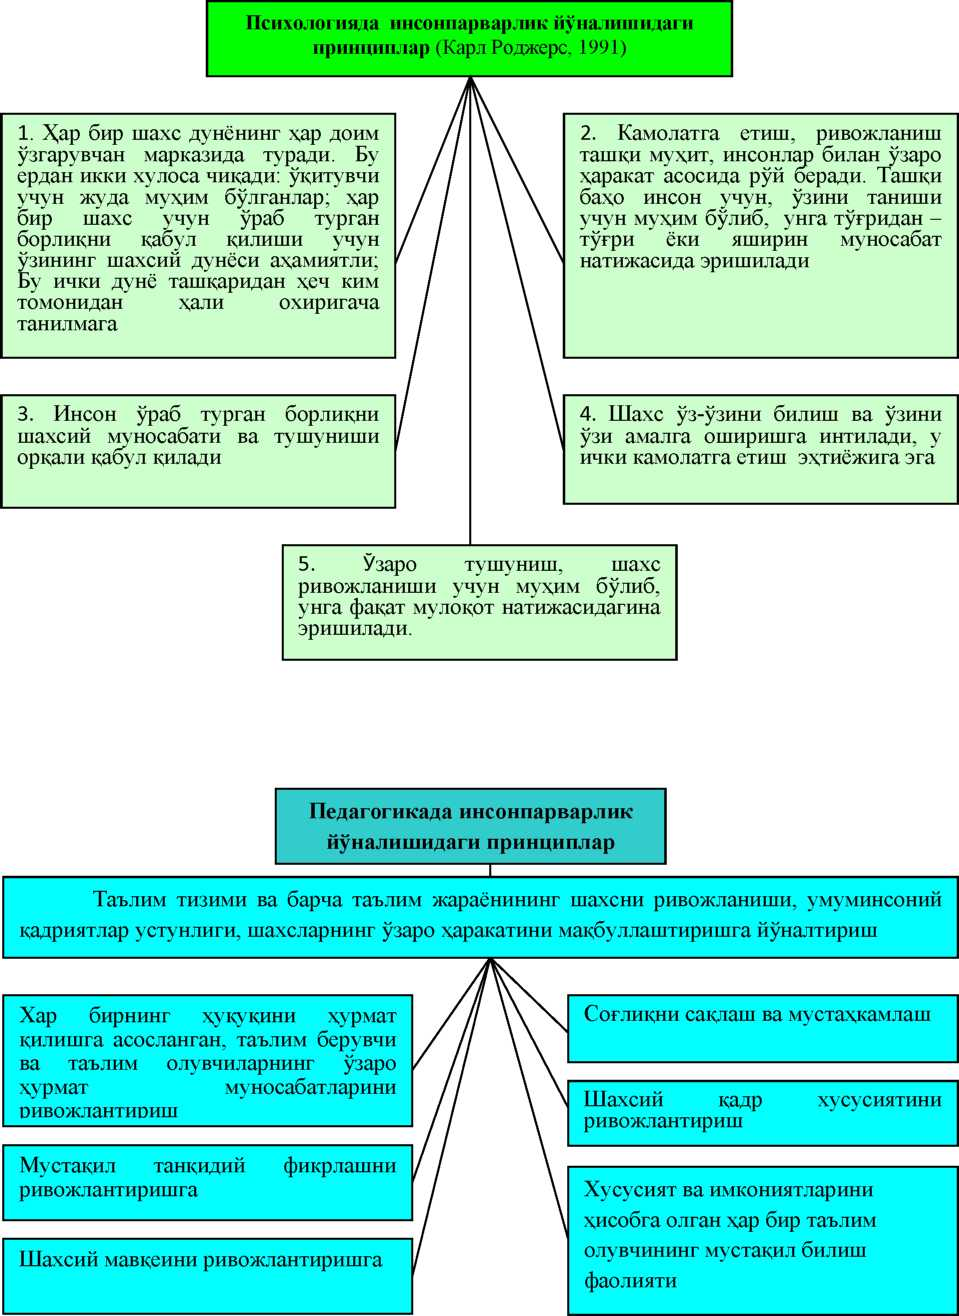 Психологияда инсонпарварлик йўналишидаги
принциплар (Карл Роджерс, 1991)
1. Ҳар бир шахс дунёнинг ҳар доим
ўзгарувчан марказида туради. Бу
ердан икки хулоса чиқади: ўқитувчи
учун жуда муҳим бўлганлар; ҳар
бир шахс учун ўраб турган
борлиқни қабул қилиши учун
ўзининг шахсий дунёси аҳамиятли;
Бу ички дунё ташқаридан ҳеч ким
томонидан ҳали охиригача
танилмага
2. Камолатга етиш, ривожланиш
ташқи муҳит, инсонлар билан ўзаро
ҳаракат асосида рўй беради. Ташқи
баҳо инсон учун, ўзини таниши
учун муҳим бўлиб, унга тўғридан –
тўғри ёки яширин муносабат
натижасида эришилади
3. Инсон ўраб турган борлиқни
шахсий муносабати ва тушуниши
орқали қабул қилади
4. Шахс ўз-ўзини билиш ва ўзини
ўзи амалга оширишга интилади, у
ички камолатга етиш эҳтиёжига эга
5. Ўзаро тушуниш, шахс
ривожланиши учун муҳим бўлиб,
унга фақат мулоқот натижасидагина
эришилади.
Педагогикада инсонпарварлик
йўналишидаги принциплар
Таълим тизими ва барча таълим жараёнининг шахсни ривожланиши, умуминсоний
қадриятлар устунлиги, шахсларнинг ўзаро ҳаракатини мақбуллаштиришга йўналтириш
Хар бирнинг ҳуқуқини ҳурмат
қилишга асосланган, таълим берувчи
ва таълим олувчиларнинг ўзаро
ҳурмат муносабатларини
ривожлантириш
Мустақил танқидий фикрлашни
ривожлантиришга
Шахсий мавқеини ривожлантиришга
Соғлиқни сақлаш ва мустаҳкамлаш
Шахсий қадр хусусиятини
ривожлантириш
Хусусият ва имкониятларини
ҳисобга олган ҳар бир таълим
олувчининг мустақил билиш
фаолияти